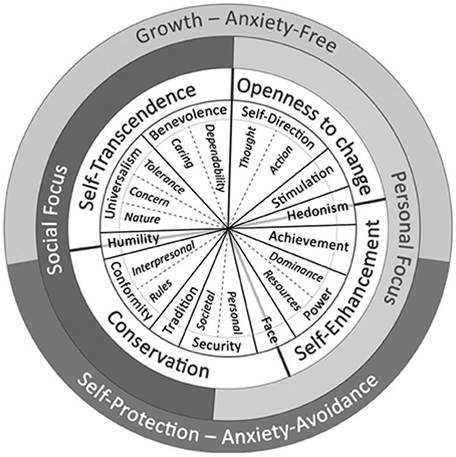 Growth – Anxiety-Free
Social Focus
Personal Focus
Self-Protection – Anxiety-Avoidance
Self-Transcendence
Openness to change
Self-Enhancement
Conservation
Benevolence
Caring
Dependability
Self-Direction
Thought
Action
Stimulation
Hedonism
Achievement
Dominance
Resources
Power
Face
Security
Personal
Societal
Tradition
Conformity
Rules
Interpresonal
Humility
Universalism
Nature
Concern
Tolerance